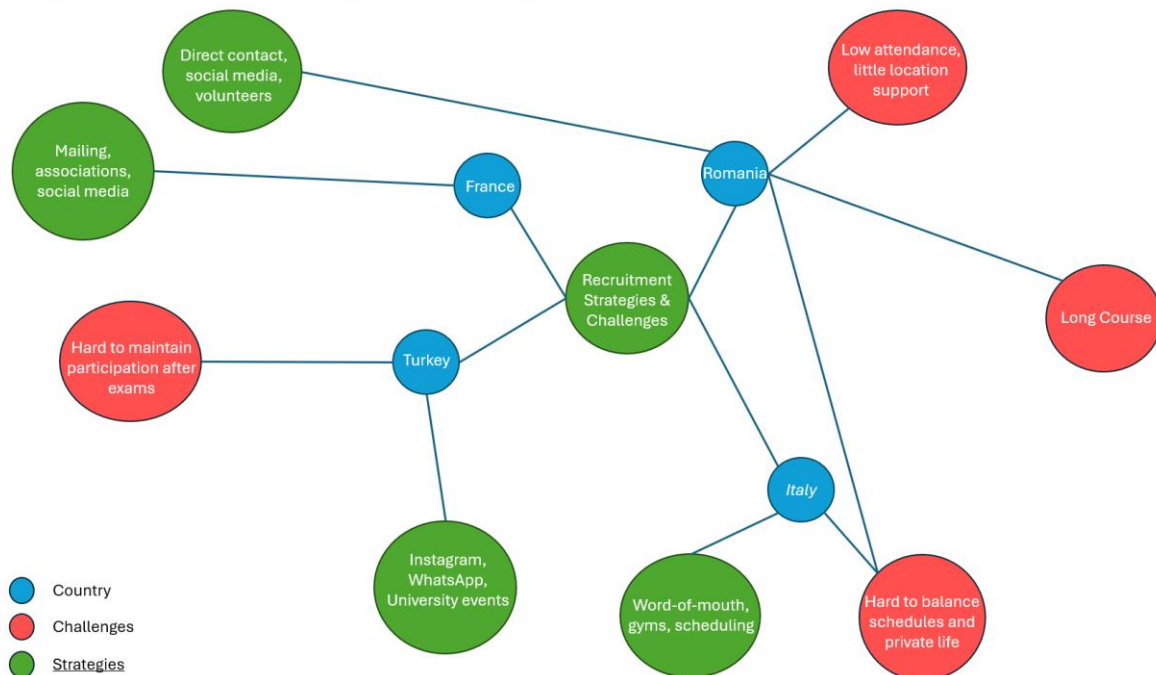 Direct contact,
social media,
volunteers
Low attendance,
little location
support
Mailing,
associations,
social media
France
Romania
Recruitment
Strategies &
Challenges
Long Course
Hard to maintain
participation after
exams
Turkey
Italy
Instagram,
WhatsApp,
University events
Word-of-mouth,
gyms, scheduling
Hard to balance
schedules and
private life
Country
Challenges
Strategies